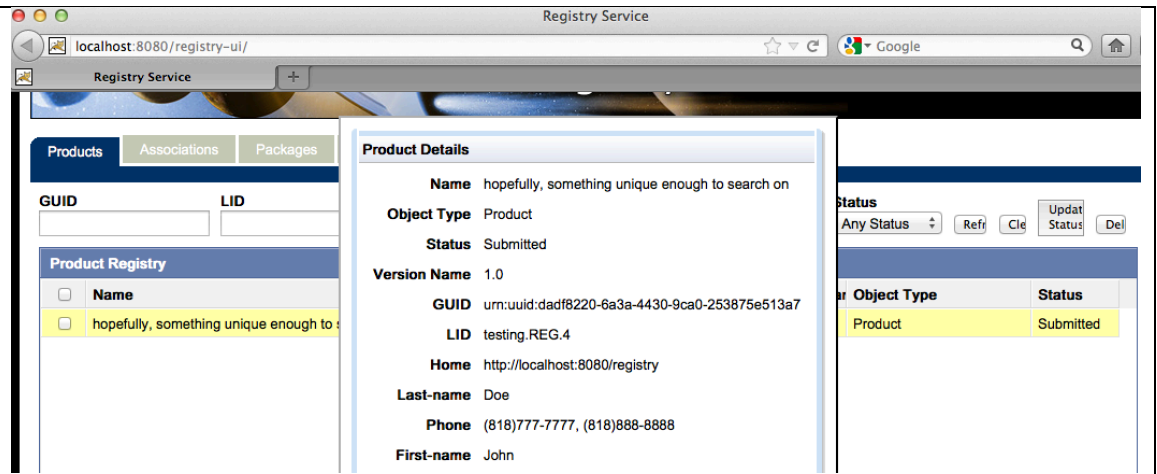 Registry Service
localhost:8080/registry-ui/
Google
Registry Service
Products Associations Packages
GUID LID
Status
Any Status Refr Cle Updat Status Del
Product Registry
Name Object Type Status
hopefully, something unique enough to Product Submitted
Product Details
Name hopefully, something unique enough to search on
Object Type Product
Status Submitted
Version Name 1.0
GUID urn:uuid:dadf8220-6a3a-4430-9ca0-253875e513a7
LID testing.REG.4
Home http://localhost:8080/registry
Last-name Doe
Phone (818)777-7777, (818)888-8888
First-name John